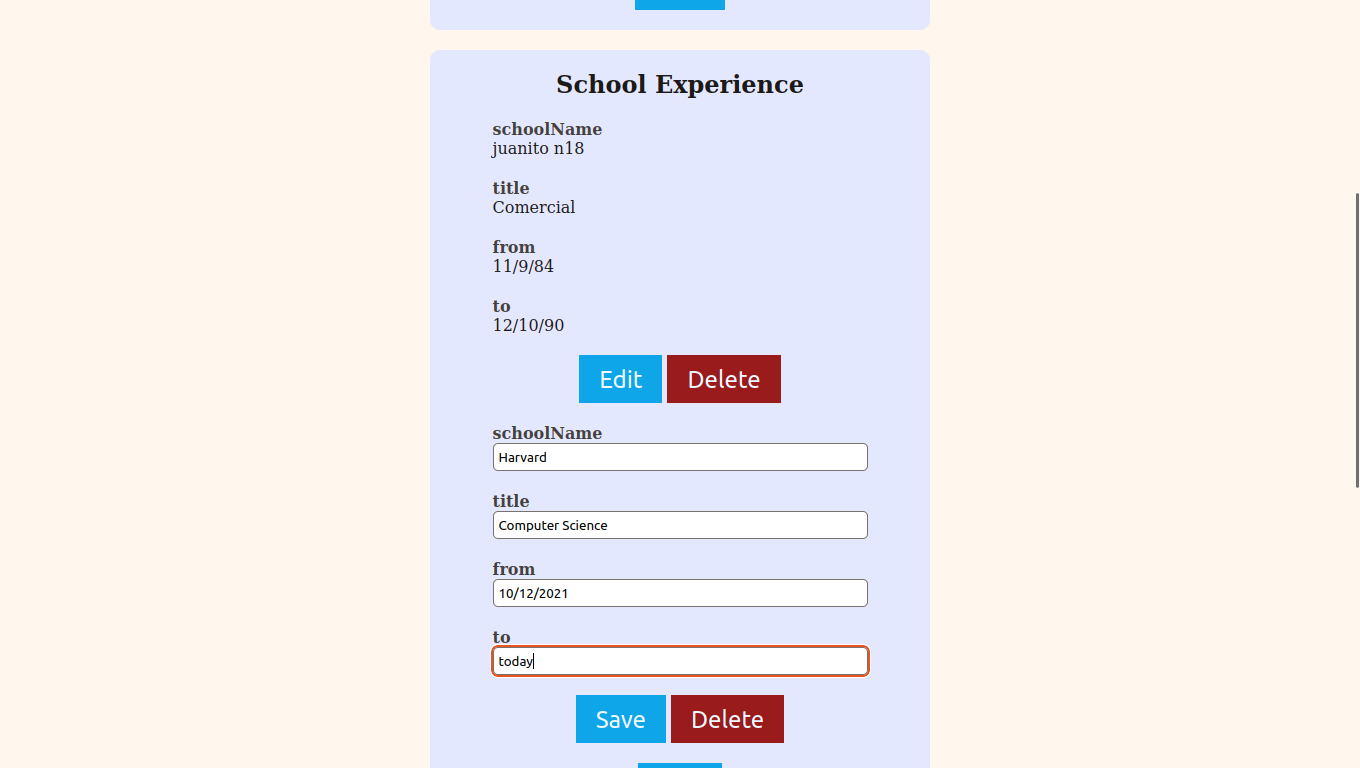 School Experience
schoolName
juanito n18
title
Comercial
from
11/9/84
to
12/10/90
Edit Delete
schoolName
Harvard
title
Computer Science
from
10/12/2021
to
today
Save Delete